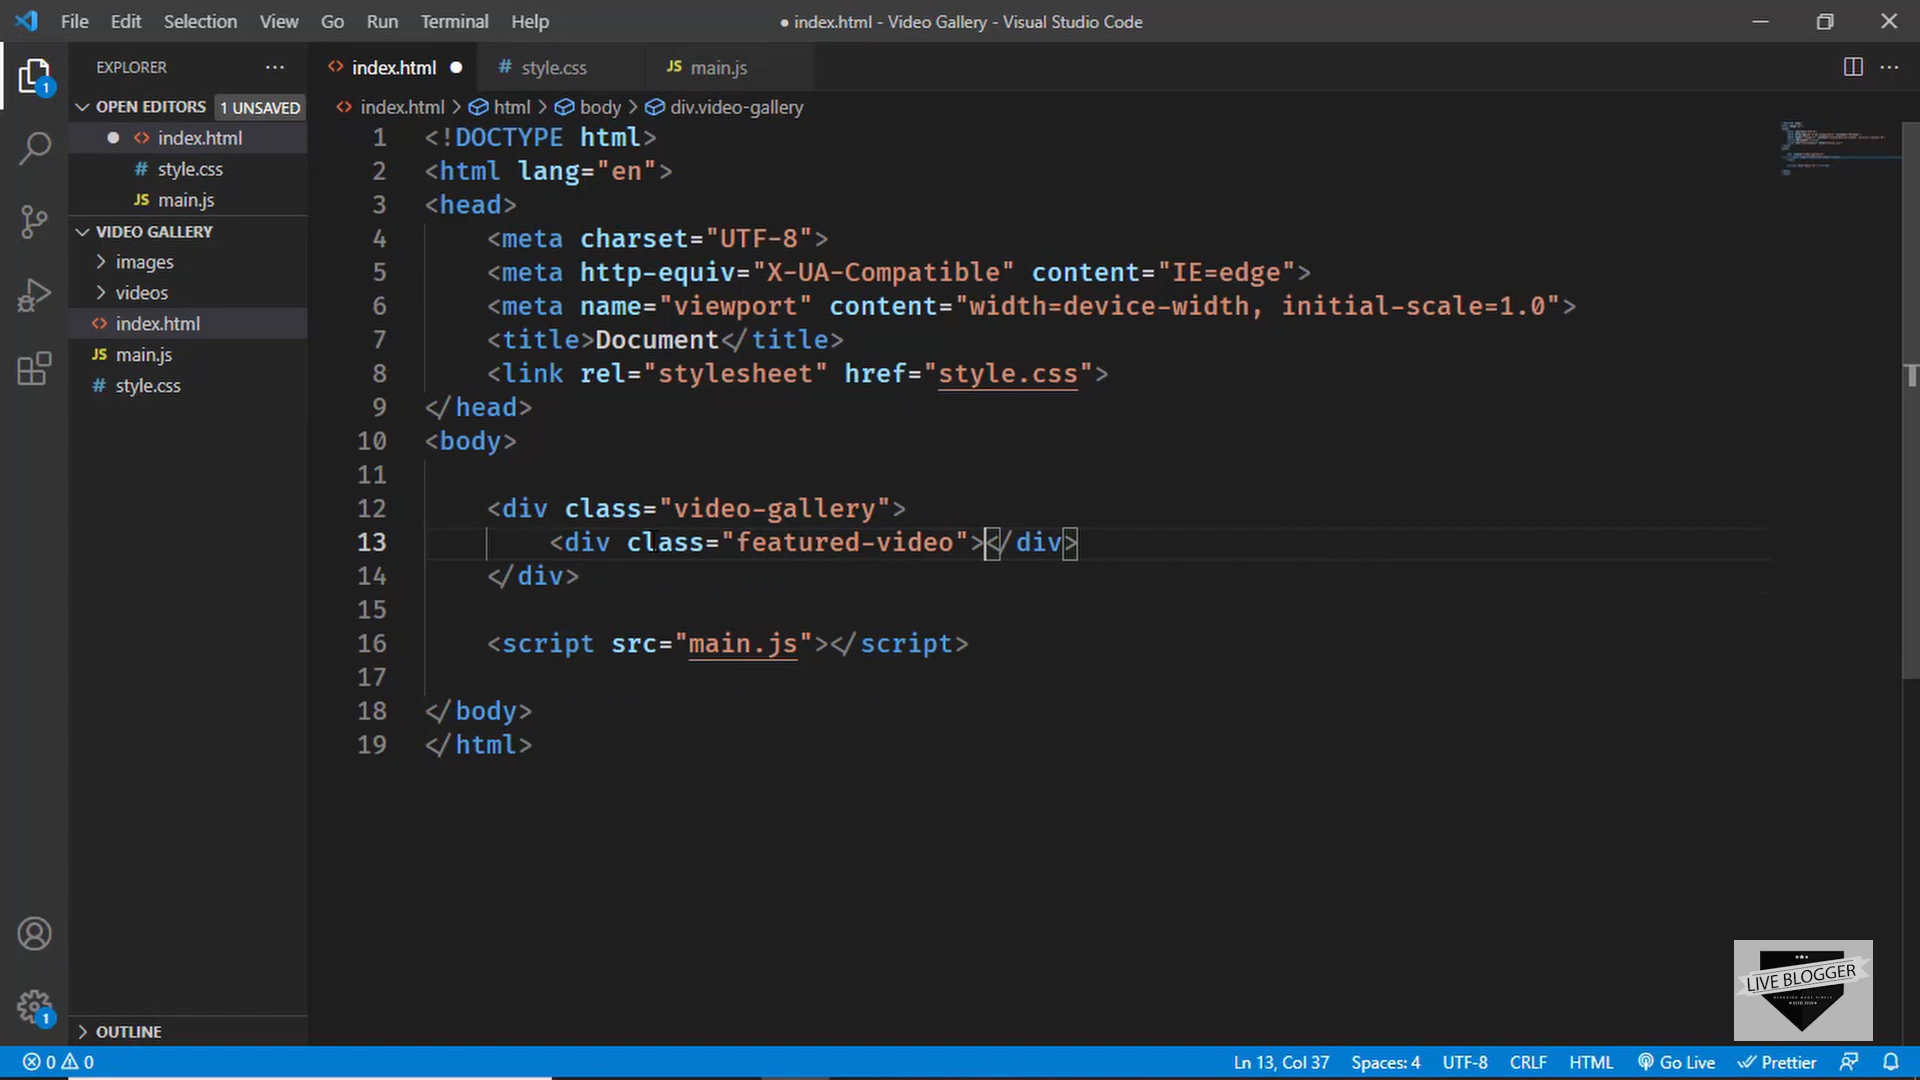 File Edit Selection View Go Run Terminal Help
● index.html - Video Gallery - Visual Studio Code
EXPLORER
index.html
style.css
JS main.js
1
OPEN EDITORS 1 UNSAVED
index.html > html > body > div.video-gallery
index.html
# style.css
JS main.js
VIDEO GALLERY
images
videos
index.html
JS main.js
# style.css
1 <!DOCTYPE html>
2 <html lang="en">
3 <head>
4 <meta charset="UTF-8">
5 <meta http-equiv="X-UA-Compatible" content="IE=edge">
6 <meta name="viewport" content="width=device-width, initial-scale=1.0">
7 <title>Document</title>
8 <link rel="stylesheet" href="style.css">
9 </head>
10 <body>
11
12 <div class="video-gallery">
13 <div class="featured-video"></div>
14 </div>
15
16 <script src="main.js"></script>
17
18 </body>
19 </html>
LIVE BLOGGER
1
OUTLINE
0 0
Ln 13, Col 37 Spaces: 4 UTF-8 CRLF HTML Go Live Prettier